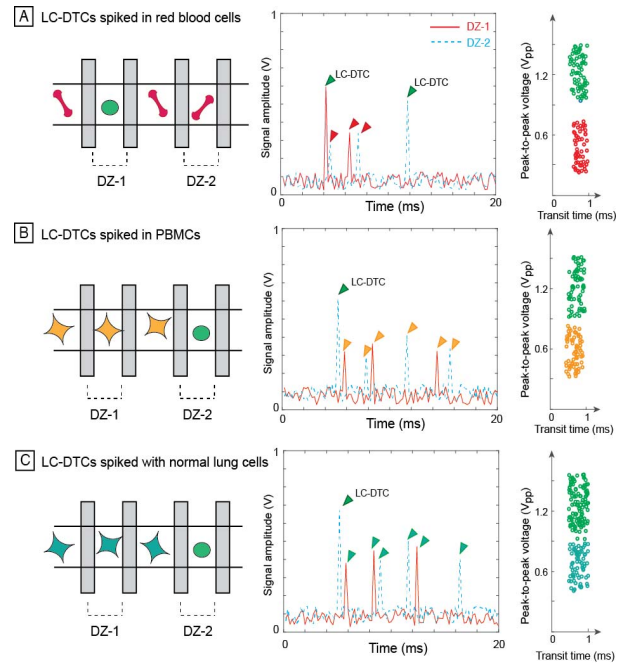 A LC-DTCs spiked in red blood cells
DZ-1 DZ-2
Signal amplitude (V)
1
0
0
20
Time (ms)
DZ-1
DZ-2
LC-DTC
LC-DTC
Peak-to-peak voltage (Vpp)
1.2
0.6
1
Transit time (ms)
B LC-DTCs spiked in PBMCs
DZ-1 DZ-2
Signal amplitude (V)
1
0
0
20
Time (ms)
LC-DTC
Peak-to-peak voltage (Vpp)
1.2
0.6
1
Transit time (ms)
C LC-DTCs spiked with normal lung cells
DZ-1 DZ-2
Signal amplitude (V)
1
0
0
20
Time (ms)
LC-DTC
Peak-to-peak voltage (Vpp)
1.2
0.6
1
Transit time (ms)